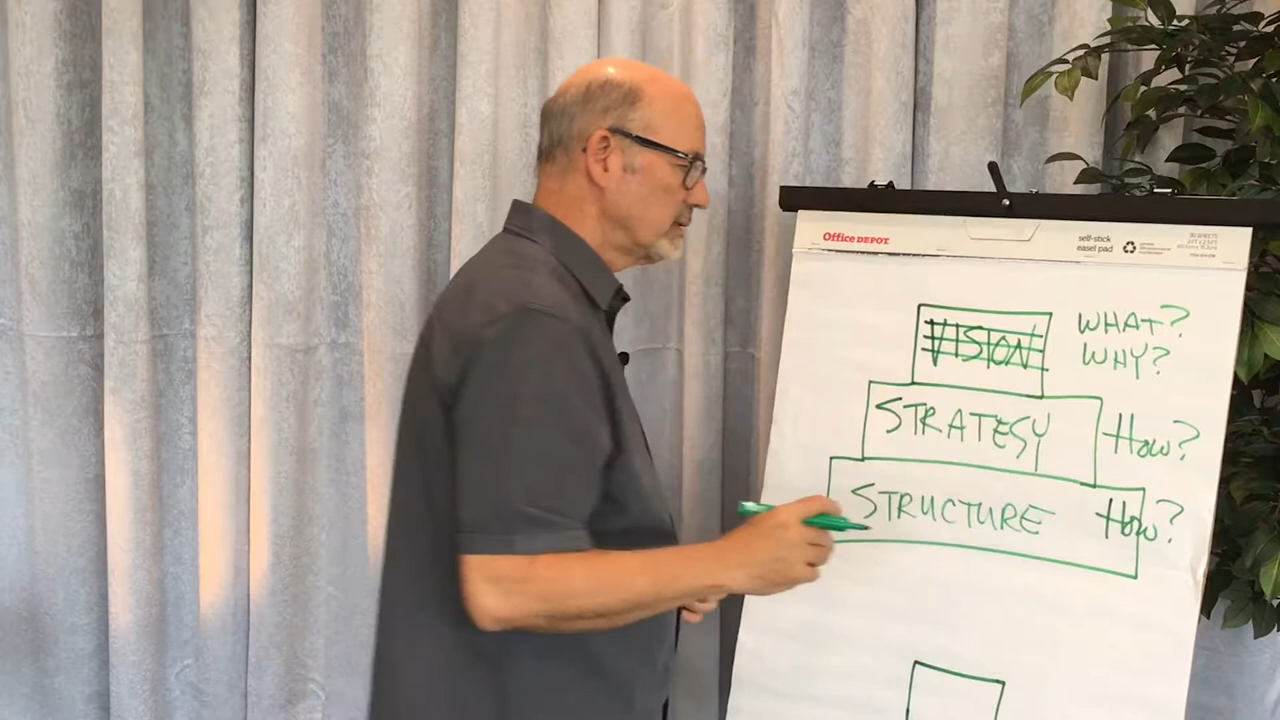 Office DEPOT
self-stick
easel pad
VISION
WHAT?
WHY?
STRATEGY
How?
STRUCTURE
How?